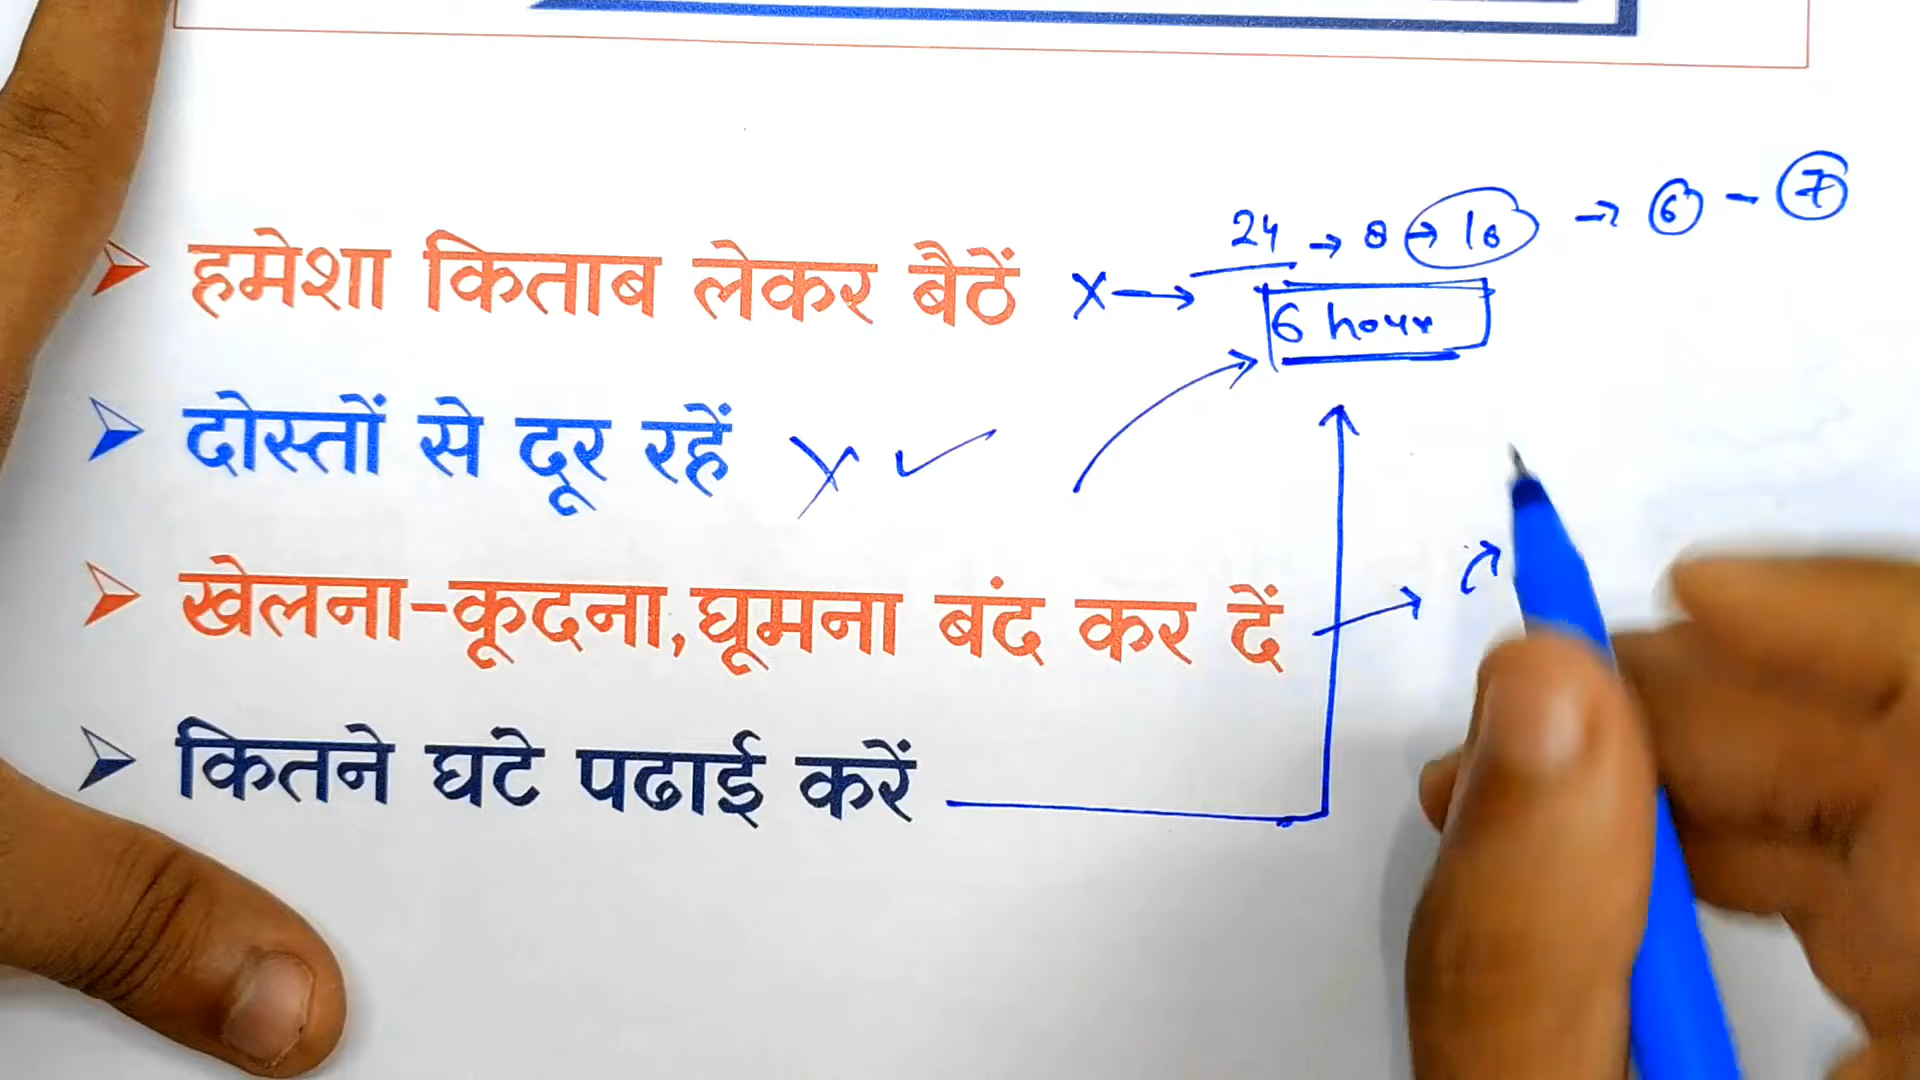 24 → 8 → 16 → 6 - 7
हमेशा किताब लेकर बैठें X →
6 hour
दोस्तों से दूर रहें X ✓
खेलना-कूदना,घूमना बंद कर दें →
कितने घटे पढाई करें